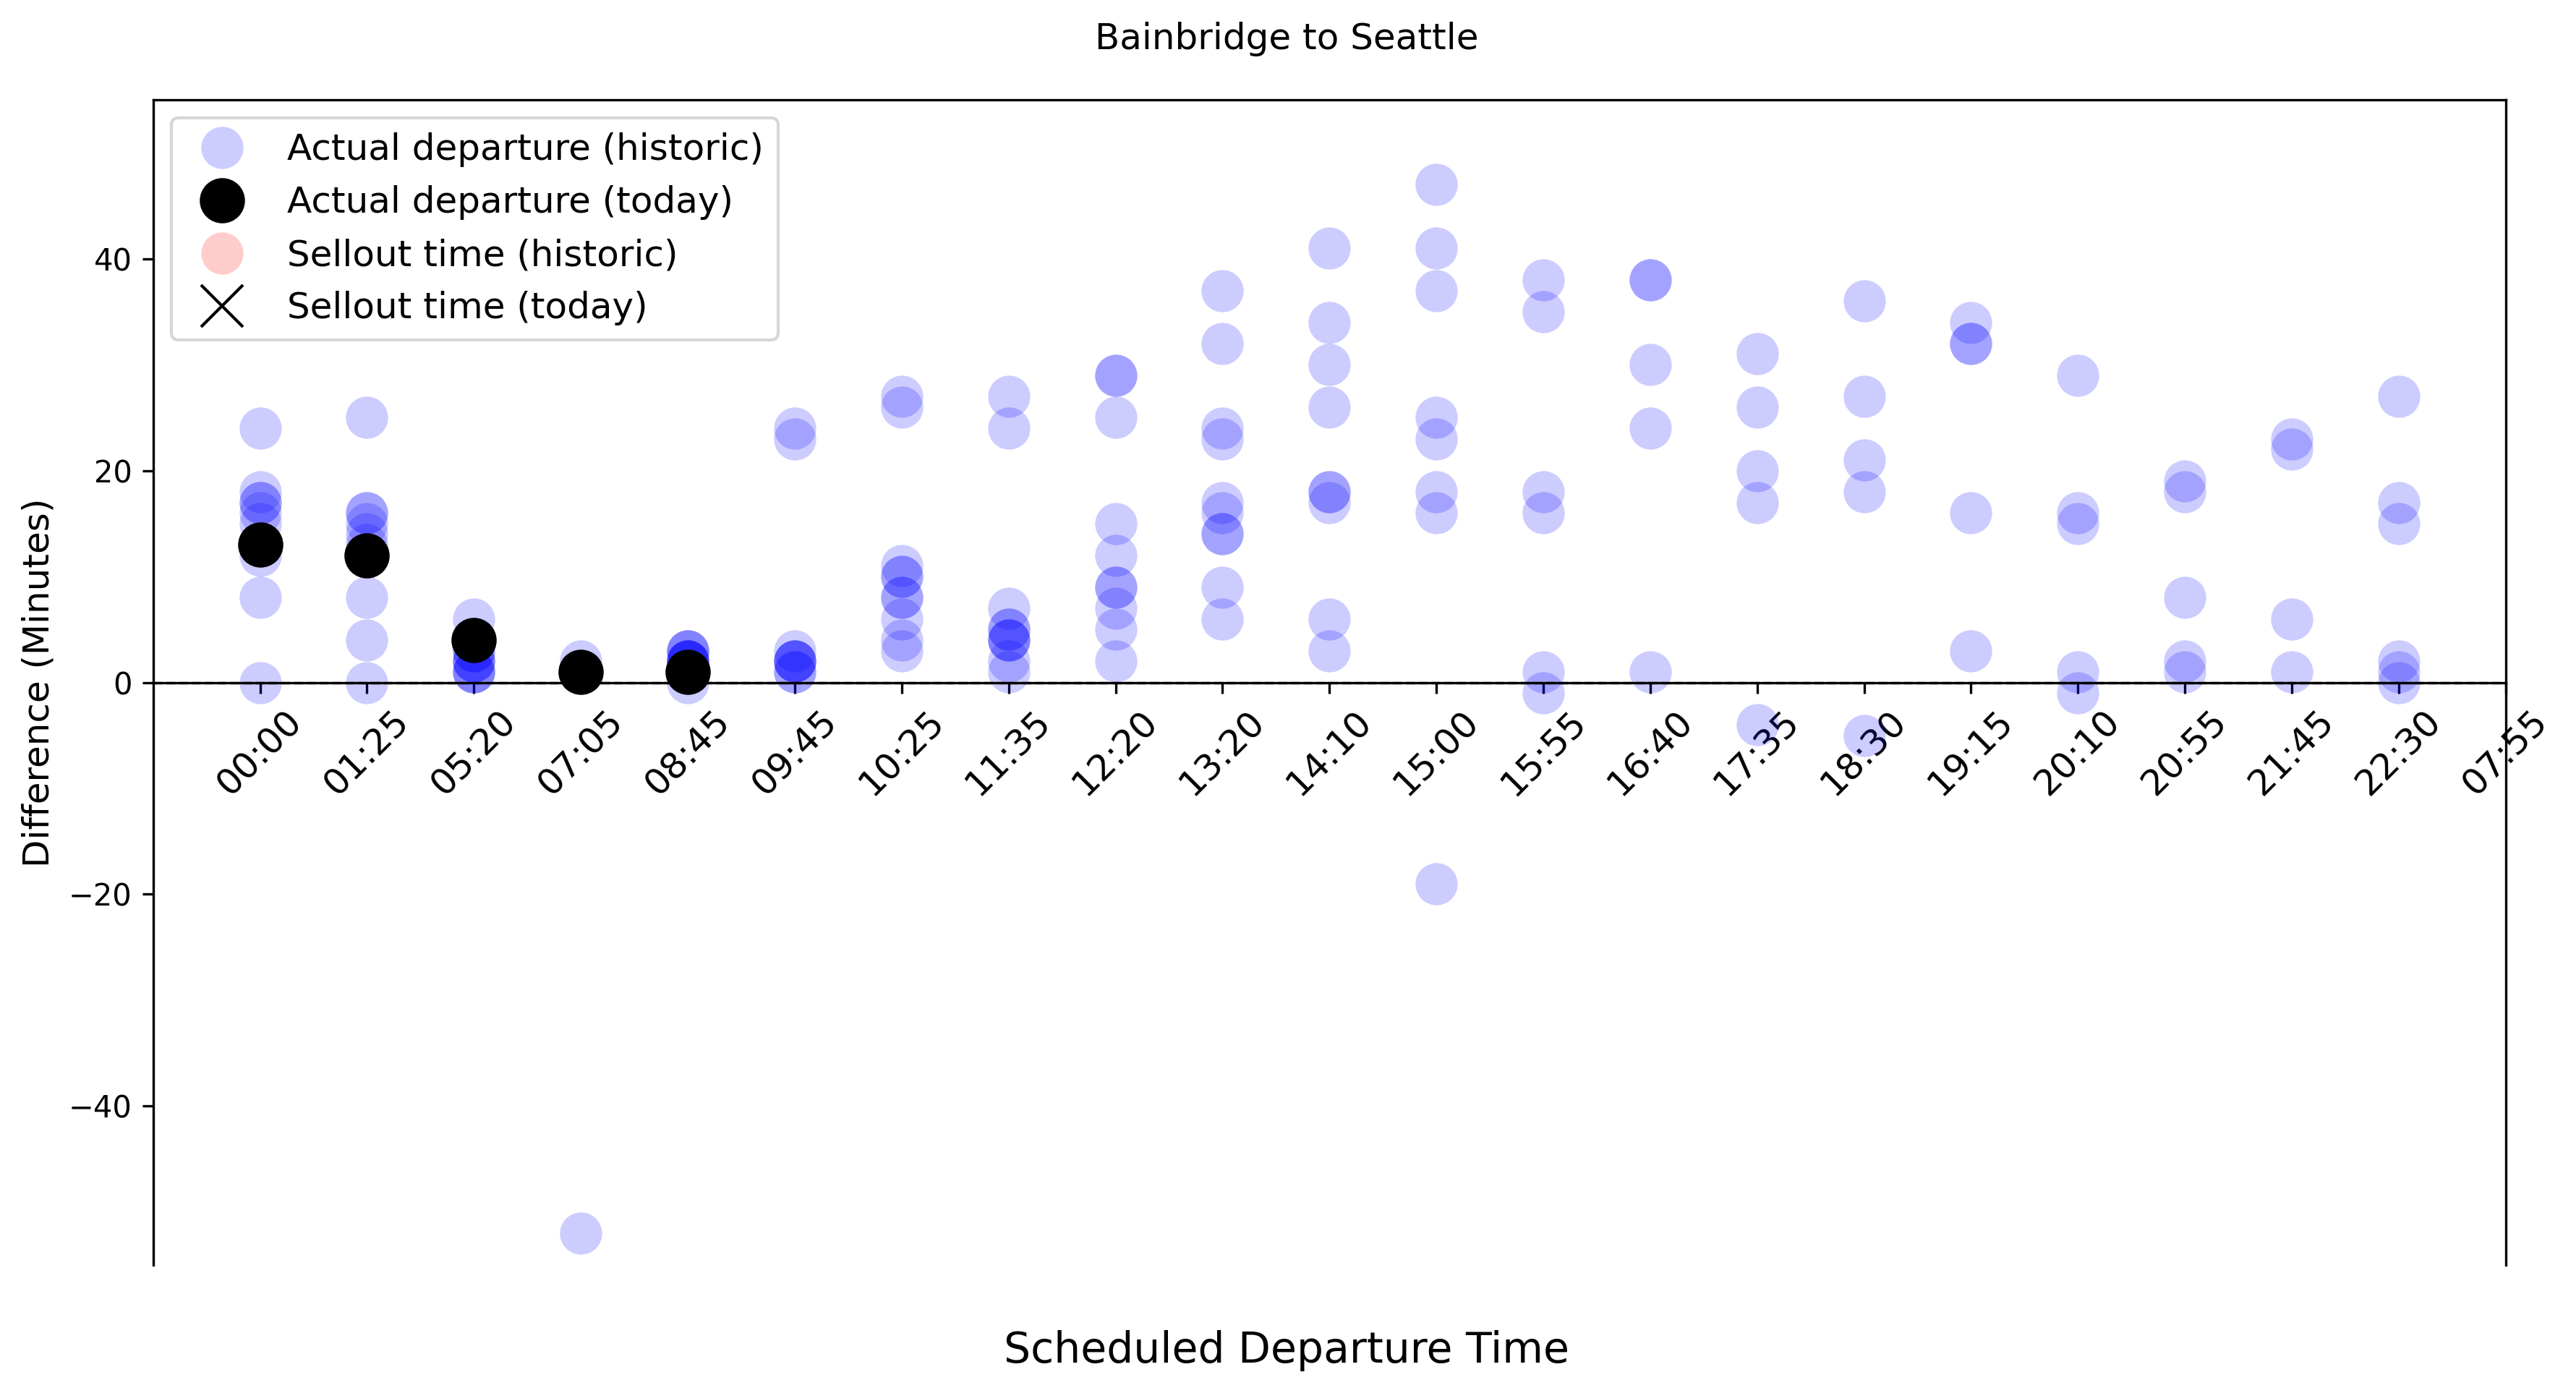 Bainbridge to Seattle
Actual departure (historic)
Actual departure (today)
Sellout time (historic)
Sellout time (today)
Difference (Minutes)
40
20
0
−20
−40
00:00 01:25 05:20 07:05 08:45 09:45 10:25 11:35 12:20 13:20 14:10 15:00 15:55 16:40 17:35 18:30 19:15 20:10 20:55 21:45 22:30 07:55
Scheduled Departure Time